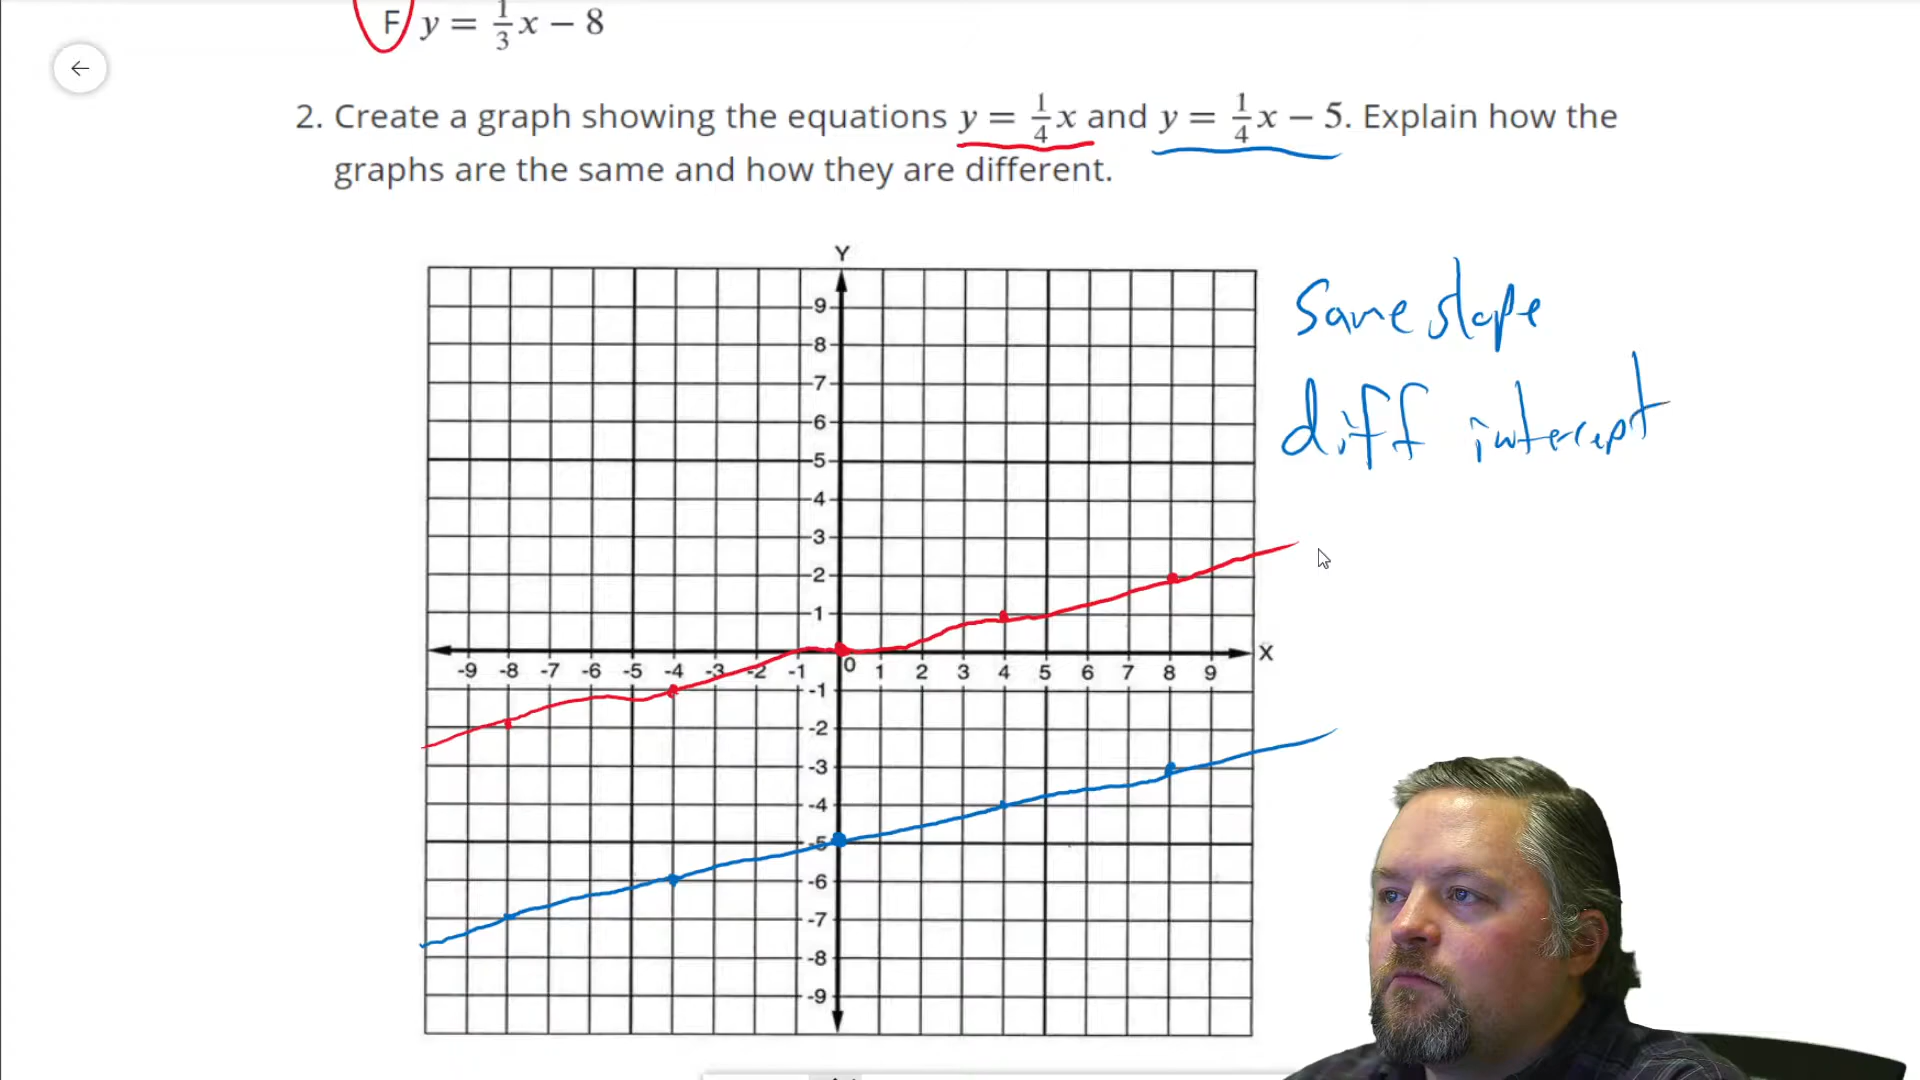 F y = 1/3 x − 8
2. Create a graph showing the equations y = 1/4 x and y = 1/4 x − 5. Explain how the
graphs are the same and how they are different.
Y
same slope
diff intercept
9
8
7
6
5
4
3
2
1
X
-9 -8 -7 -6 -5 -4 -3 -2 -1 0 1 2 3 4 5 6 7 8 9
-1
-2
-3
-4
-5
-6
-7
-8
-9